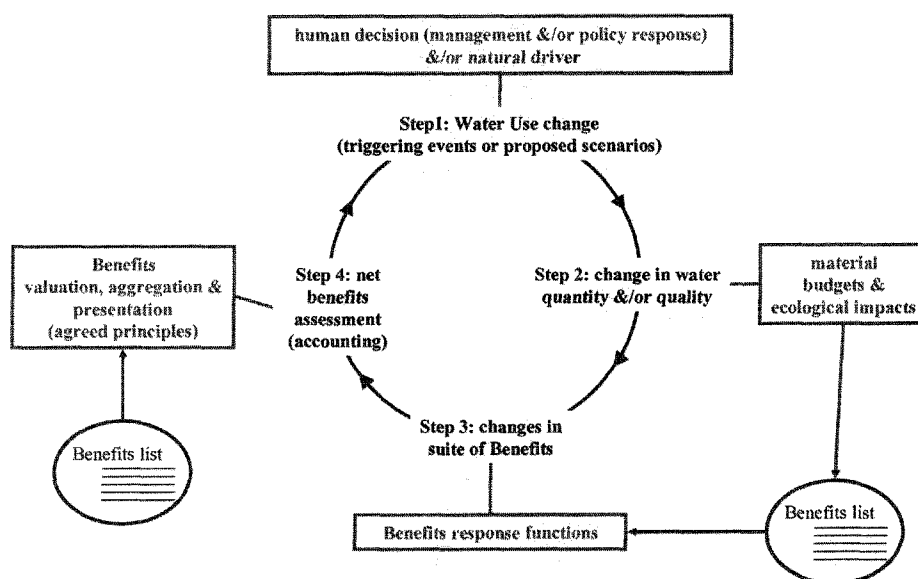 human decision (management &/or policy response)
&/or natural driver
Step1: Water Use change
(triggering events or proposed scenarios)
Benefits
valuation, aggregation &
presentation
(agreed principles)
Step 4: net
benefits
assessment
(accounting)
Step 2: change in water
quantity &/or quality
material
budgets &
ecological impacts
Step 3: changes in
suite of Benefits
Benefits list
Benefits response functions
Benefits list